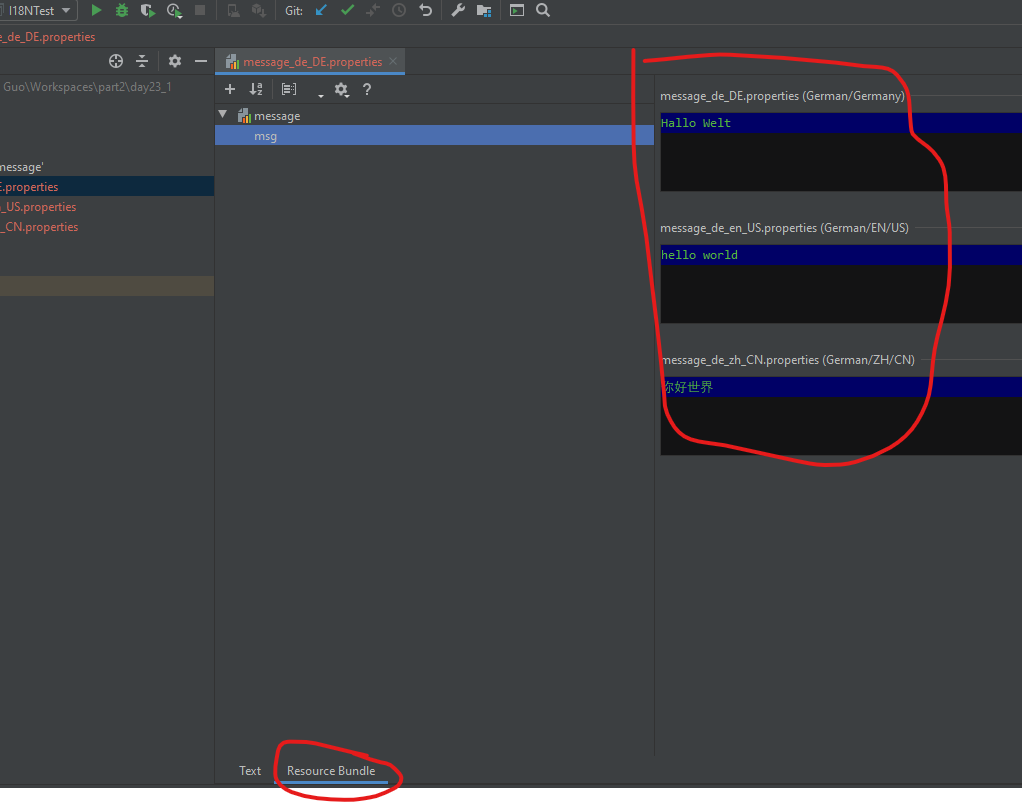 I18NTest
Git:
_de_DE.properties
Guo\Workspaces\part2\day23_1
message'
E.properties
_US.properties
_CN.properties
message_de_DE.properties
message
msg
message_de_DE.properties (German/Germany)
Hallo Welt
message_de_en_US.properties (German/EN/US)
hello world
message_de_zh_CN.properties (German/ZH/CN)
你好世界
Text
Resource Bundle